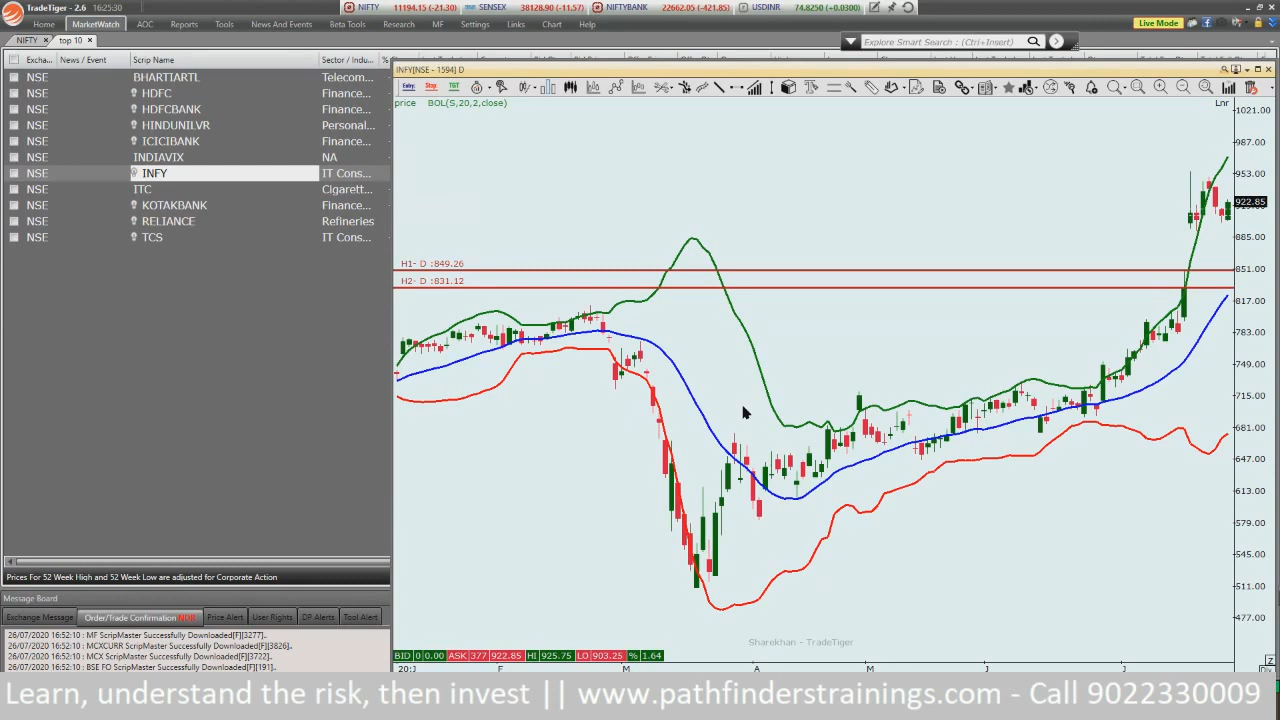 TradeTiger - 2.6 16:25:30
NIFTY 11194.15 (-21.30) SENSEX 38128.90 (-11.57) NIFTYBANK 22662.05 (-421.85) USDINR 74.8250 (+0.0300)
Home MarketWatch AOC Reports Tools News And Events Beta Tools Research MF Settings Links Chart Help
Live Mode
NIFTY top 10
Explore Smart Search : (Ctrl+Insert)
Excha... News / Event Scrip Name Sector / Indu... %
NSE BHARTIARTL Telecom...
NSE HDFC Finance...
NSE HDFCBANK Finance...
NSE HINDUNILVR Personal...
NSE ICICIBANK Finance...
NSE INDIAVIX NA
NSE INFY IT Cons...
NSE ITC Cigarett...
NSE KOTAKBANK Finance...
NSE RELIANCE Refineries
NSE TCS IT Cons...
Prices For 52 Week High and 52 Week Low are adjusted for Corporate Action
Message Board
Exchange Message Order/Trade Confirmation Price Alert User Rights DP Alerts Tool Alert
26/07/2020 16:52:10 : MF ScripMaster Successfully Downloaded[F][3277]..
26/07/2020 16:52:10 : MCXCURR ScripMaster Successfully Downloaded[F][3826]..
26/07/2020 16:52:10 : MCX ScripMaster Successfully Downloaded[F][3722]..
26/07/2020 16:52:10 : BSE FO ScripMaster Successfully Downloaded[F][191]..
INFY[NSE - 1594] D
Entry Stop TGT
price BOL(S,20,2,close)
Lnr
1021.00
987.00
953.00
922.85
885.00
851.00
817.00
783.00
749.00
715.00
681.00
647.00
613.00
579.00
545.00
511.00
477.00
H1- D :849.26
H2- D :831.12
Sharekhan - TradeTiger
BID 0 0.00 ASK 377 922.85 HI 925.75 LO 903.25 % 1.64
20:J F M A M J J
Learn, understand the risk, then invest || www.pathfinderstrainings.com - Call 9022330009